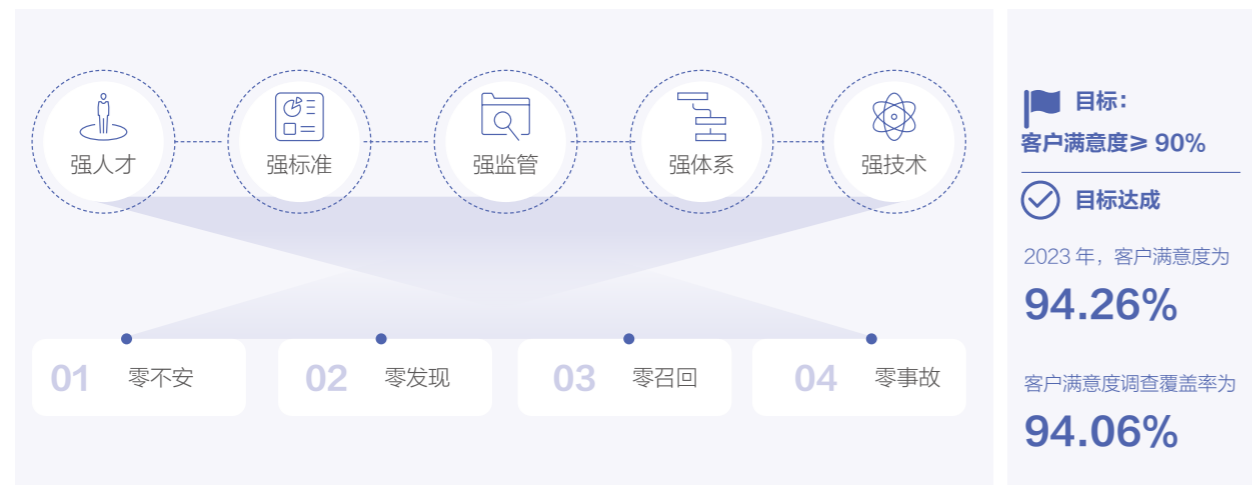 强人才
强标准
强监管
强体系
强技术
01 零不安
02 零发现
03 零召回
04 零事故
目标：
客户满意度≥ 90%
目标达成
2023 年，客户满意度为
94.26%
客户满意度调查覆盖率为
94.06%